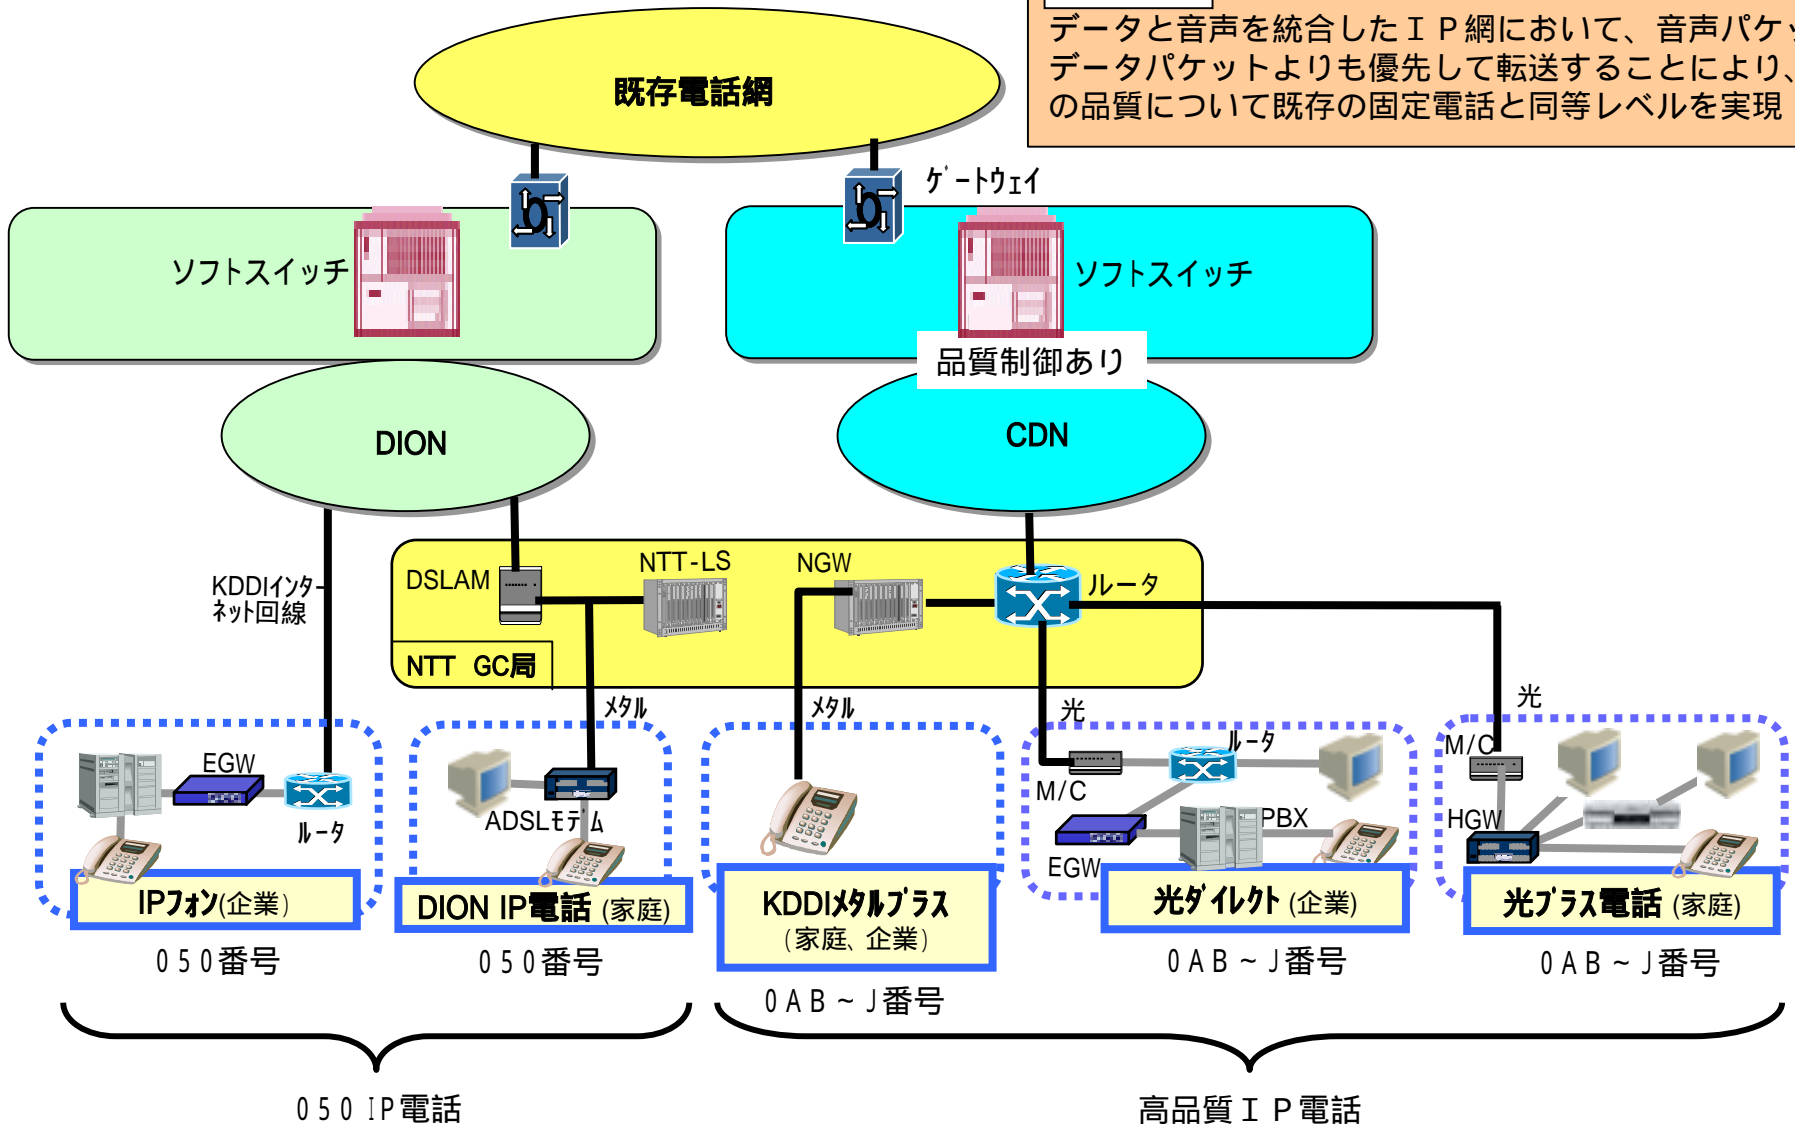 データと音声を統合したＩＰ網において、音声パケッ
データパケットよりも優先して転送することにより、
の品質について既存の固定電話と同等レベルを実現
既存電話網
ｹﾞｰﾄｳｪｲ
ソフトスイッチ
ソフトスイッチ
品質制御あり
DION
CDN
KDDIｲﾝﾀｰ
ﾈｯﾄ回線
DSLAM
NTT-LS
NGW
ルータ
NTT　GC局
ﾒﾀﾙ
ﾒﾀﾙ
光
光
EGW
ﾙｰﾀ
ADSLﾓﾃﾞﾑ
M/C
ﾙｰﾀ
EGW
PBX
M/C
HGW
IPﾌｫﾝ(企業)
DION IP電話 (家庭)
KDDIﾒﾀﾙﾌﾟﾗｽ
(家庭、企業)
光ﾀﾞｲﾚｸﾄ (企業)
光ﾌﾟﾗｽ電話 (家庭)
０５０番号
０５０番号
０ＡＢ～Ｊ番号
０ＡＢ～Ｊ番号
０ＡＢ～Ｊ番号
０５０ IP電話
高品質ＩＰ電話